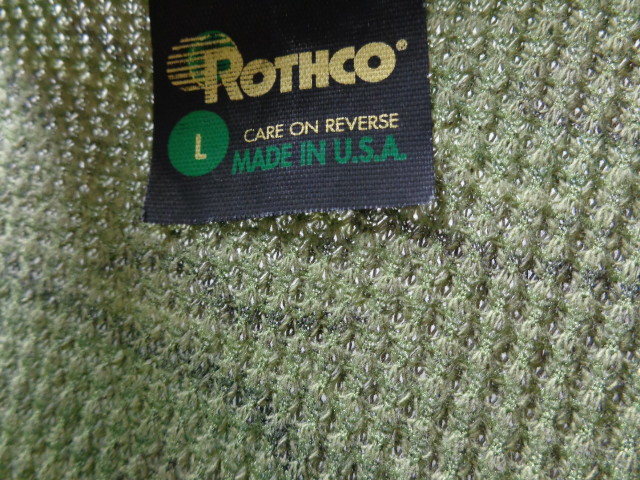 ROTHCO®
L
CARE ON REVERSE
MADE IN U.S.A.